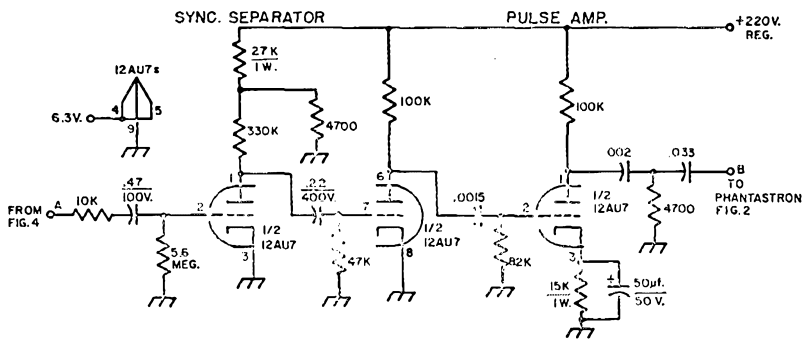 SYNC. SEPARATOR
PULSE AMP.
+220V.
REG.
27K
1W.
12AU7s
4
5
9
6.3V.
330K
4700
100K
100K
1
6
1
.002
.033
B
TO
PHANTASTRON
FIG.2
4700
FROM
FIG.4
A
10K
.47
100V.
2
1/2
12AU7
3
5.6
MEG.
.22
400V.
7
1/2
12AU7
8
47K
.0015
2
1/2
12AU7
3
82K
15K
1W.
+
50µf.
50V.